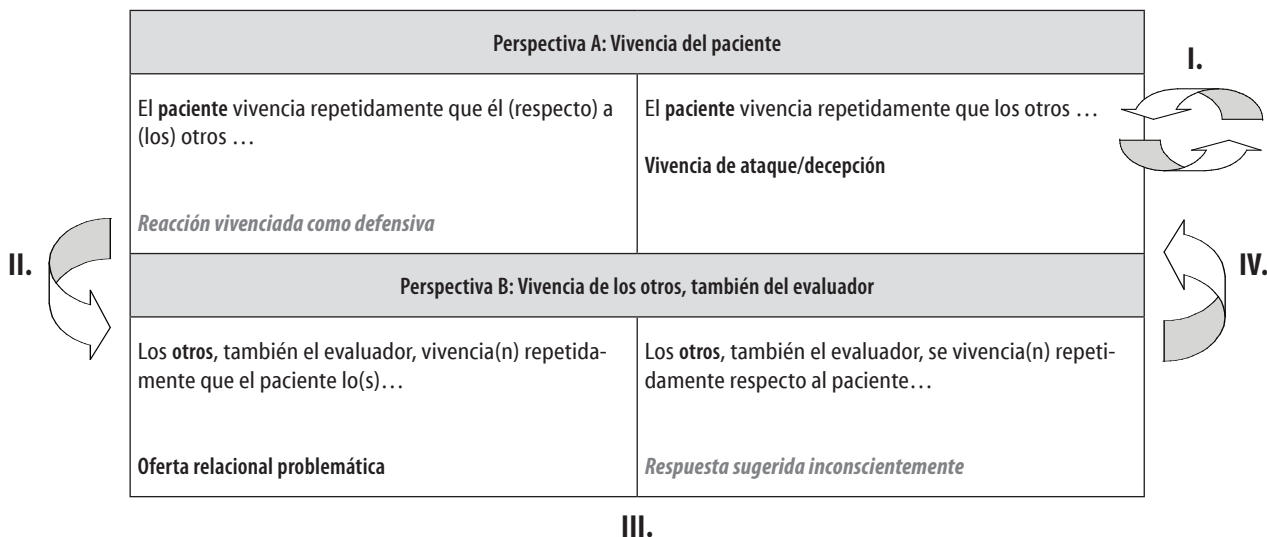 Perspectiva A: Vivencia del paciente
I.
El paciente vivencia repetidamente que él (respecto) a
(los) otros …
Reacción vivenciada como defensiva
El paciente vivencia repetidamente que los otros …
Vivencia de ataque/decepción
II.
IV.
Perspectiva B: Vivencia de los otros, también del evaluador
Los otros, también el evaluador, vivencia(n) repetida-
mente que el paciente lo(s)…
Oferta relacional problemática
Los otros, también el evaluador, se vivencia(n) repeti-
damente respecto al paciente…
Respuesta sugerida inconscientemente
III.